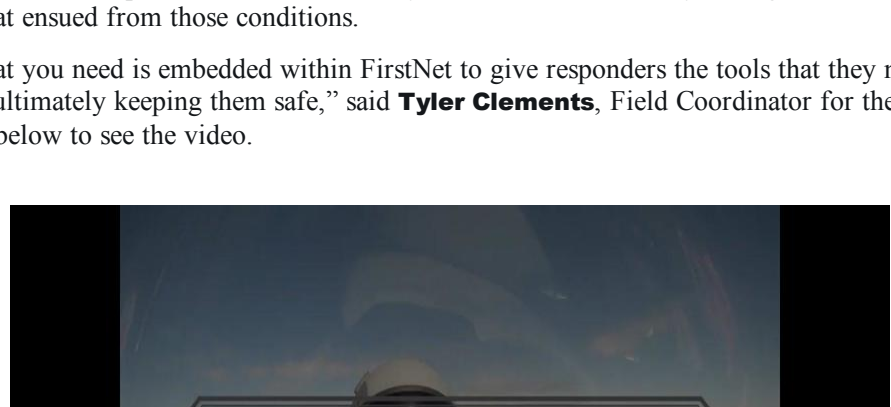 at ensued from those conditions.
at you need is embedded within FirstNet to give responders the tools that they
ultimately keeping them safe,” said Tyler Clements, Field Coordinator for the
below to see the video.